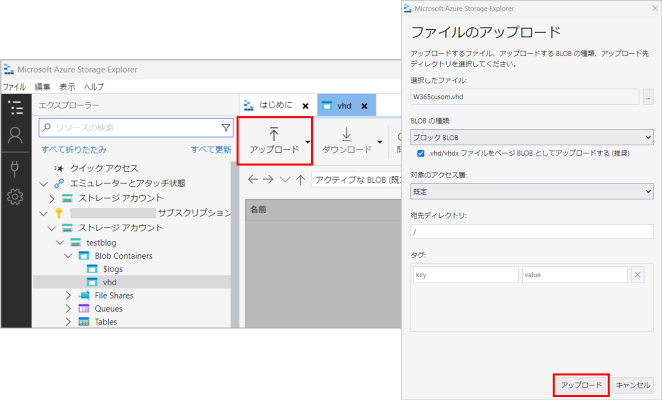 Microsoft Azure Storage Explorer
ファイル 編集 表示 ヘルプ
エクスプローラー
リソースの検索
すべて折りたたみ すべて更新
クイック アクセス
エミュレーターとアタッチ状態
ストレージ アカウント
サブスクリプション
ストレージ アカウント
testblog
Blob Containers
$logs
vhd
File Shares
Queues
Tables
はじめに vhd
アップロード ダウンロード
アクティブな BLOB (既定
名前
Microsoft Azure Storage Explorer
ファイルのアップロード
アップロードするファイル、アップロードする BLOB の種類、アップロード先
ディレクトリを選択してください。
選択したファイル:
W365cusom.vhd ...
BLOB の種類:
ブロック BLOB
.vhd/vhdx ファイルをページ BLOB としてアップロードする (推奨)
対象のアクセス層:
既定
宛先ディレクトリ:
/
タグ:
key value
アップロード キャンセル